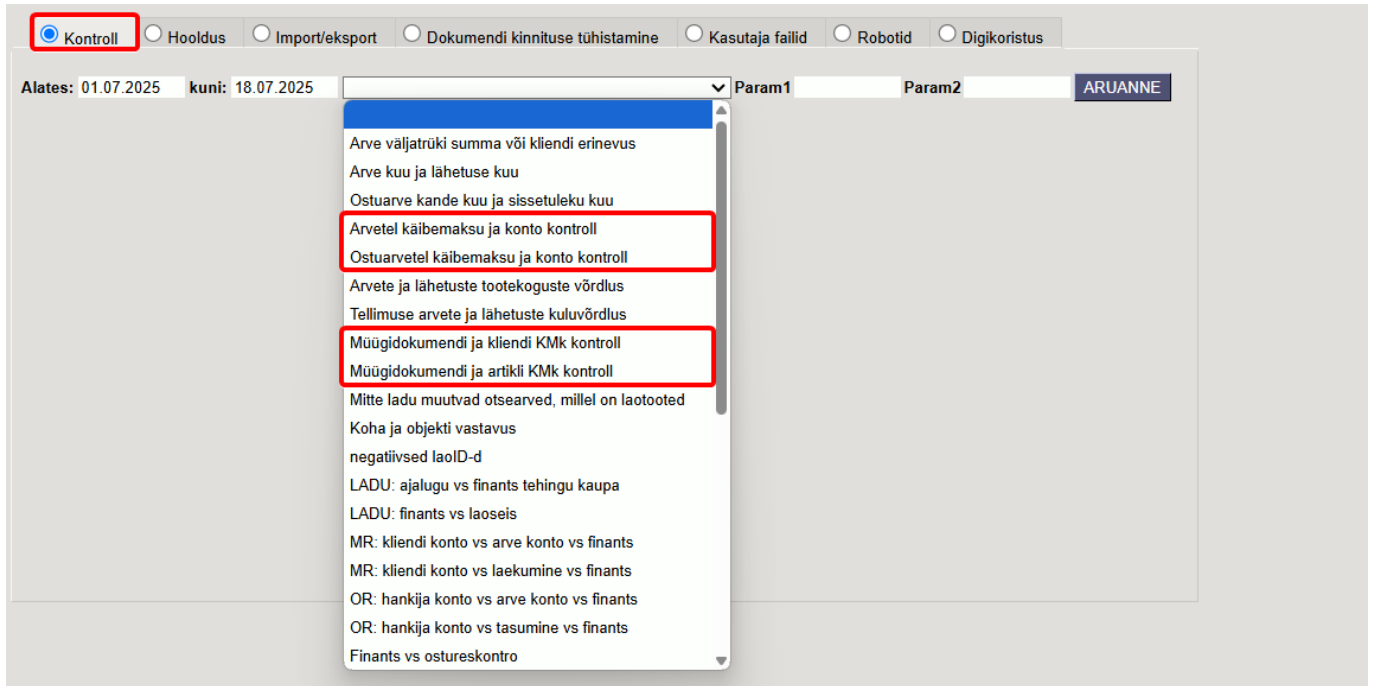 Kontroll Hooldus Import/eksport Dokumendi kinnituse tühistamine Kasutaja failid Robotid Digikoristus
Alates: 01.07.2025 kuni: 18.07.2025 Param1 Param2 ARUANNE
Arve väljatrüki summa või kliendi erinevus
Arve kuu ja lähetuse kuu
Ostuarve kande kuu ja sissetuleku kuu
Arvetel käibemaksu ja konto kontroll
Ostuarvetel käibemaksu ja konto kontroll
Arvete ja lähetuste tootekoguste võrdlus
Tellimuse arvete ja lähetuste kuluvõrdlus
Müügidokumendi ja kliendi KMk kontroll
Müügidokumendi ja artikli KMk kontroll
Mitte ladu muutvad otsearved, millel on laotooted
Koha ja objekti vastavus
negatiivsed laoID-d
LADU: ajalugu vs finants tehingu kaupa
LADU: finants vs laoseis
MR: kliendi konto vs arve konto vs finants
MR: kliendi konto vs laekumine vs finants
OR: hankija konto vs arve konto vs finants
OR: hankija konto vs tasumine vs finants
Finants vs ostureskontro